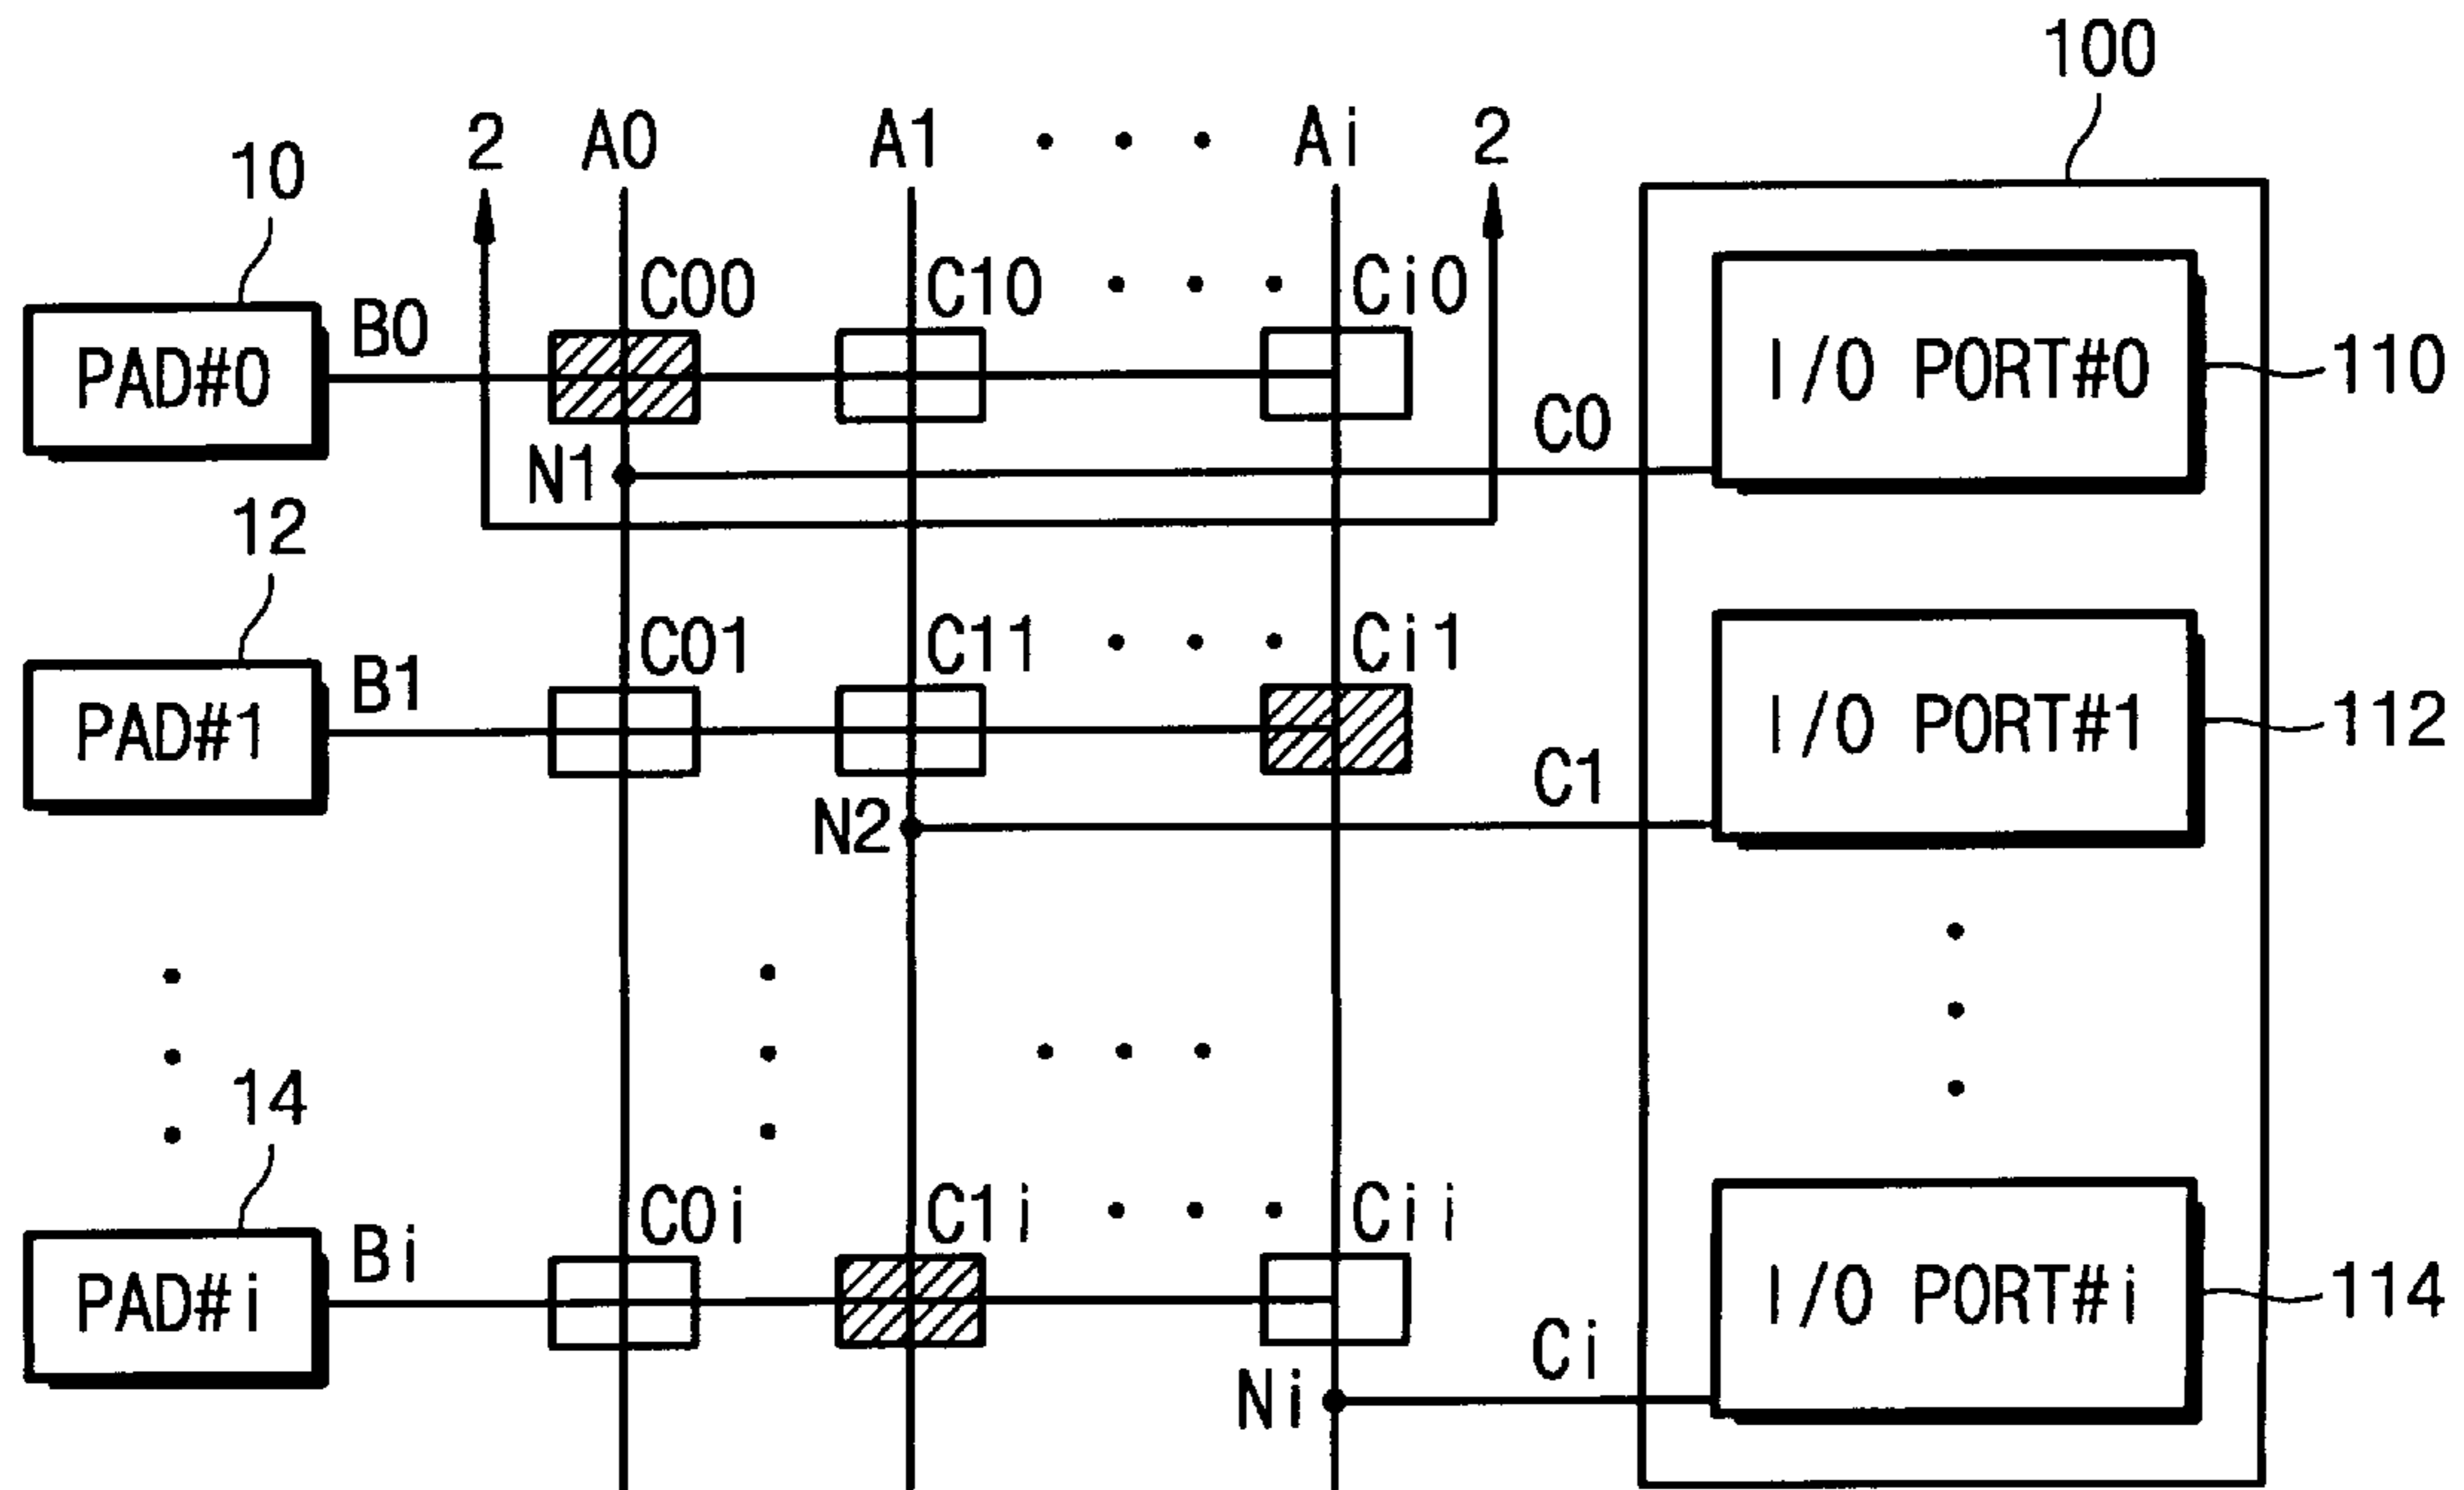 100
2 A0 A1 Ai 2
10
C00 C10 Ci0
B0
PAD#0 I/O PORT#0 110
C0
N1
12
C01 C11 Ci1
B1
PAD#1 I/O PORT#1 112
C1
N2
14
C0i C1i Cii
Bi
PAD#i I/O PORT#i 114
Ci
Ni